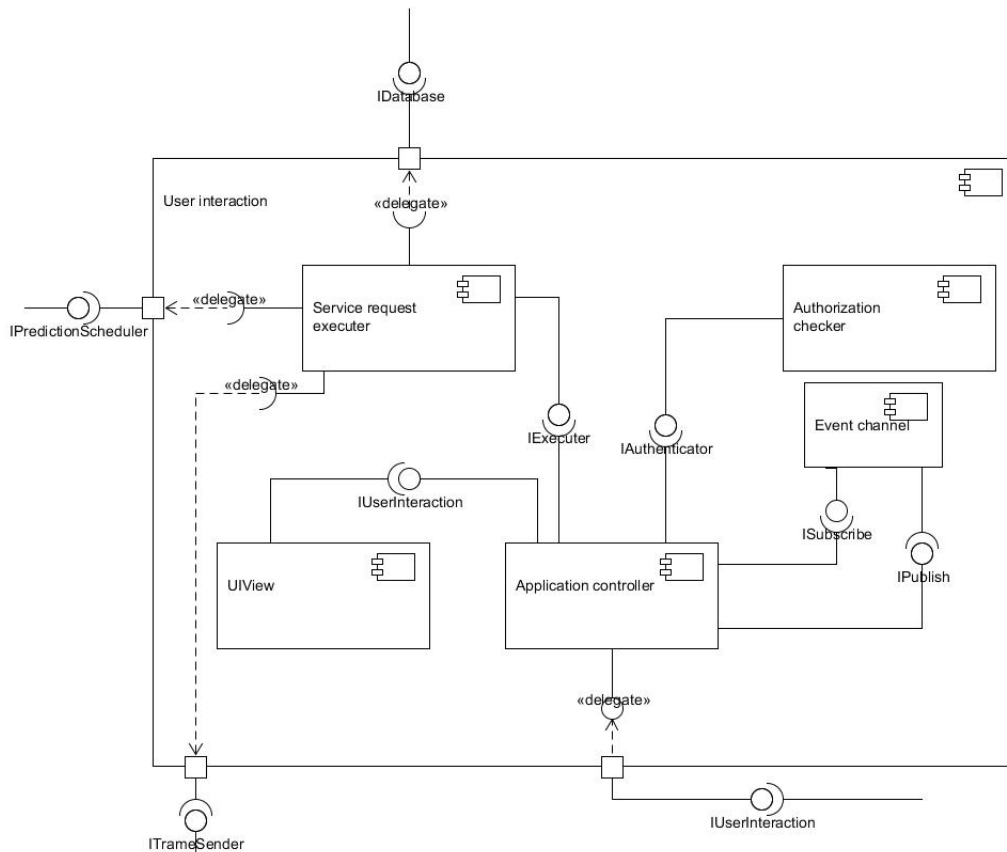 IDatabase
User interaction
«delegate»
«delegate»
IPredictionScheduler
Service request
executer
Authorization
checker
«delegate»
Event channel
IExecuter
IAuthenticator
IUserInteraction
ISubscribe
IPublish
UIView
Application controller
«delegate»
IUserInteraction
ITrameSender